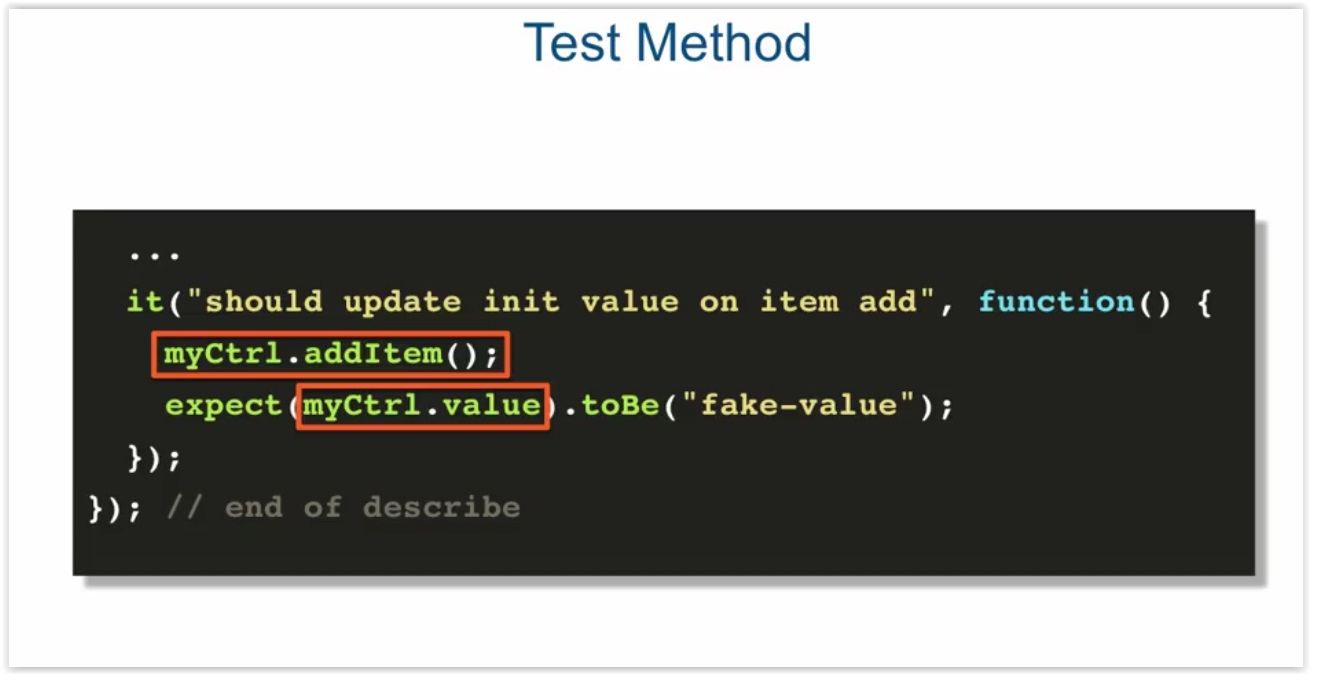 Test Method
...
it("should update init value on item add", function() {
myCtrl.addItem();
expect(myCtrl.value).toBe("fake-value");
});
}); // end of describe